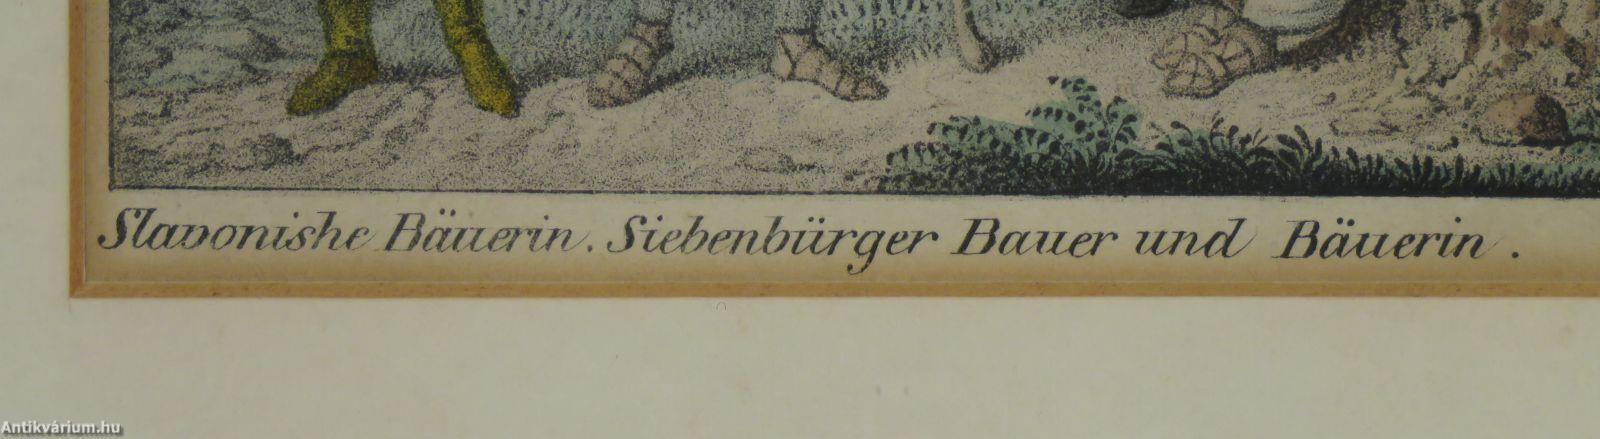 Slavonishe Bäuerin. Siebenbürger Bauer und Bäuerin.
Antikvárium.hu